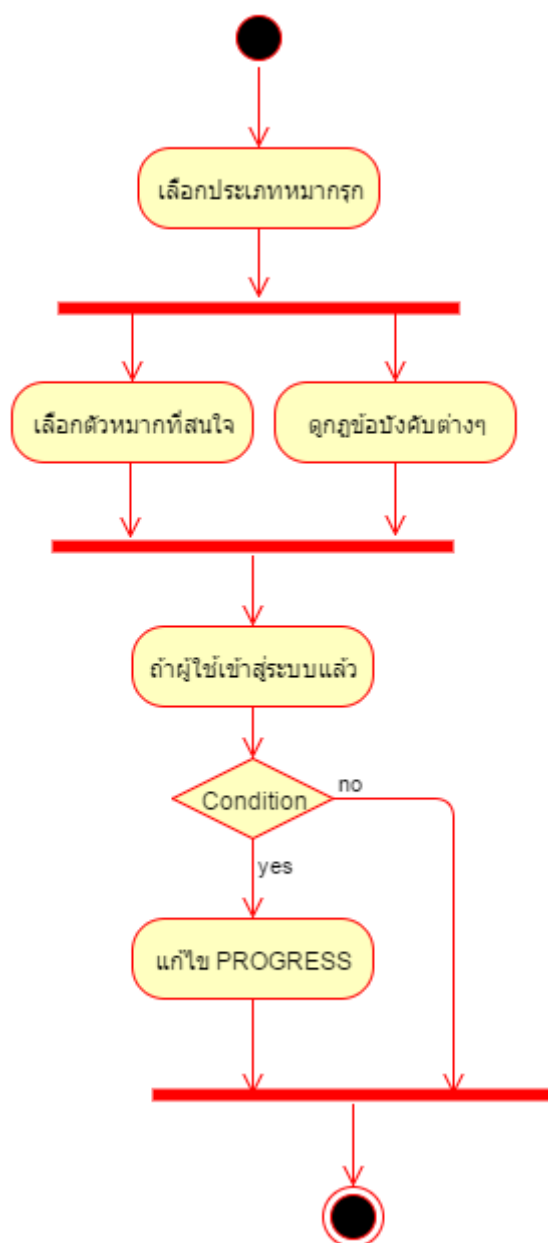 เลือกประเภทหมากรุก
เลือกตัวหมากที่สนใจ
ดูกฏข้อบังคับต่างๆ
ถ้าผู้ใช้เข้าสู่ระบบแล้ว
Condition
no
yes
แก้ไข PROGRESS